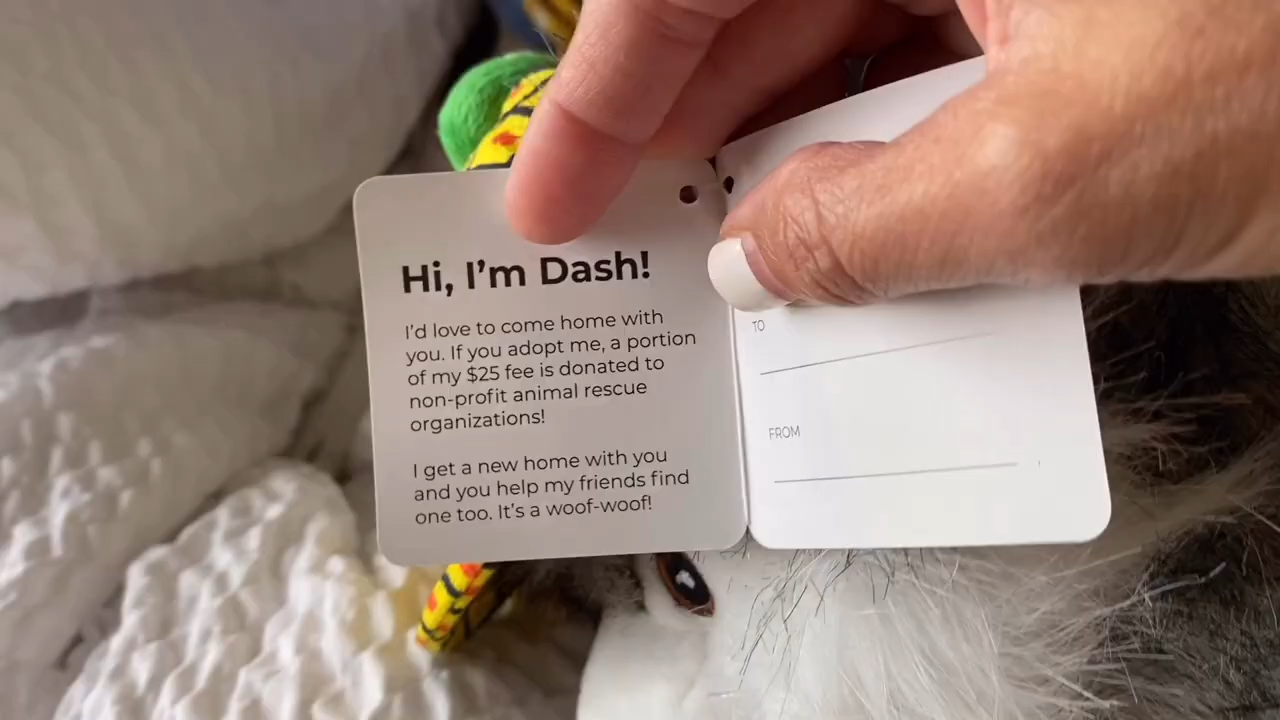 Hi, I'm Dash!
I'd love to come home with
you. If you adopt me, a portion
of my $25 fee is donated to
non-profit animal rescue
organizations!
I get a new home with you
and you help my friends find
one too. It's a woof-woof!
TO
FROM